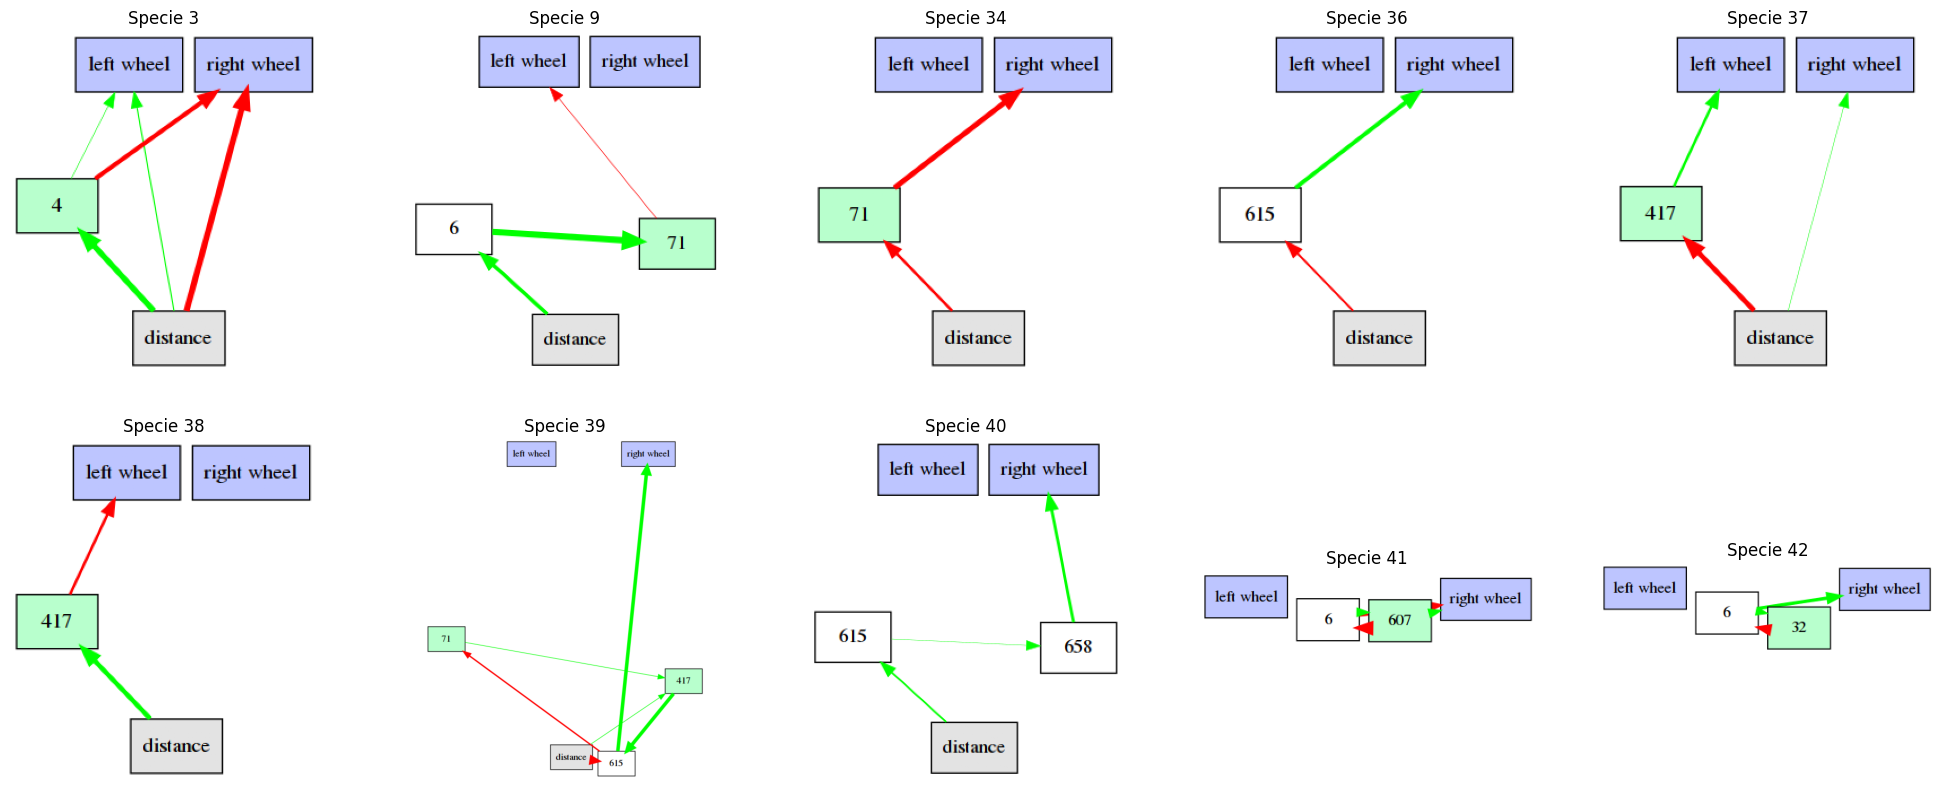 Specie 3
left wheel
right wheel
4
distance
Specie 9
left wheel
right wheel
6
71
distance
Specie 34
left wheel
right wheel
71
distance
Specie 36
left wheel
right wheel
615
distance
Specie 37
left wheel
right wheel
417
distance
Specie 38
left wheel
right wheel
417
distance
Specie 39
left wheel
right wheel
71
417
distance
615
Specie 40
left wheel
right wheel
615
658
distance
Specie 41
left wheel
6
607
right wheel
Specie 42
left wheel
6
32
right wheel